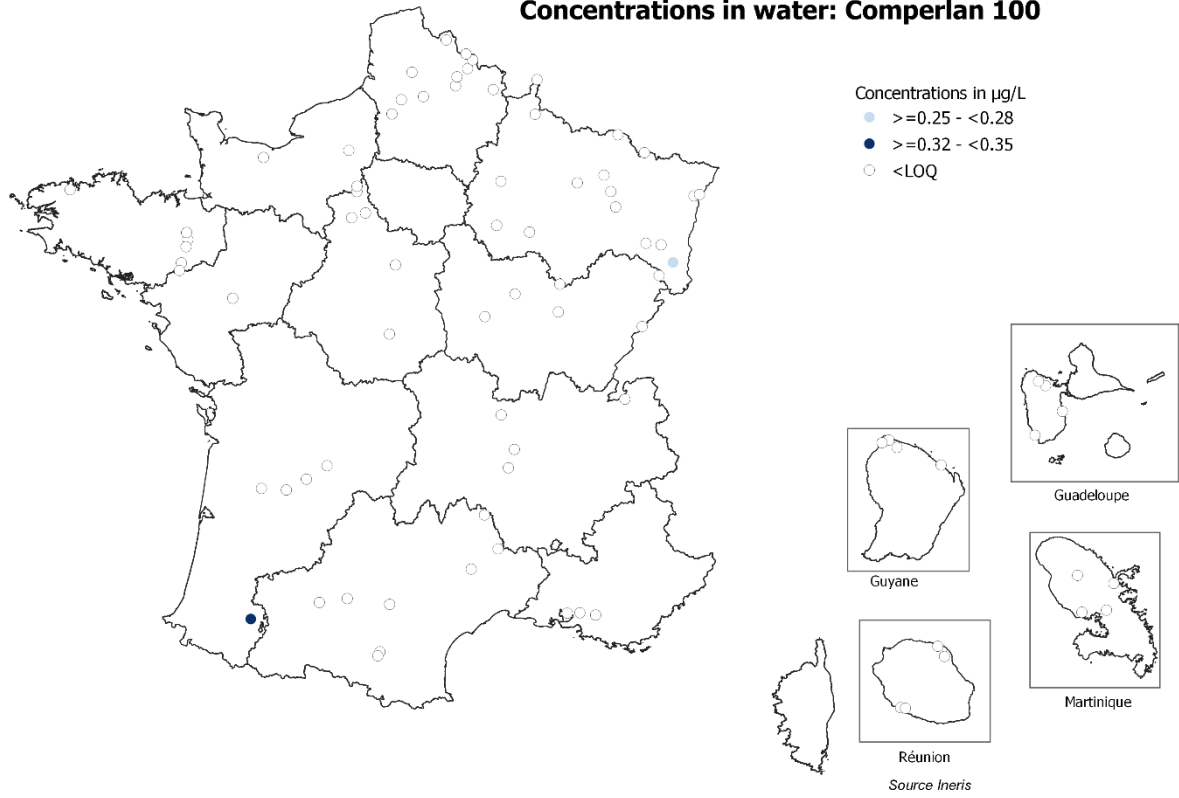 Concentrations in water: Comperlan 100
Concentrations in µg/L
>=0.25 - <0.28
>=0.32 - <0.35
<LOQ
Guadeloupe
Guyane
Martinique
Réunion
Source Ineris